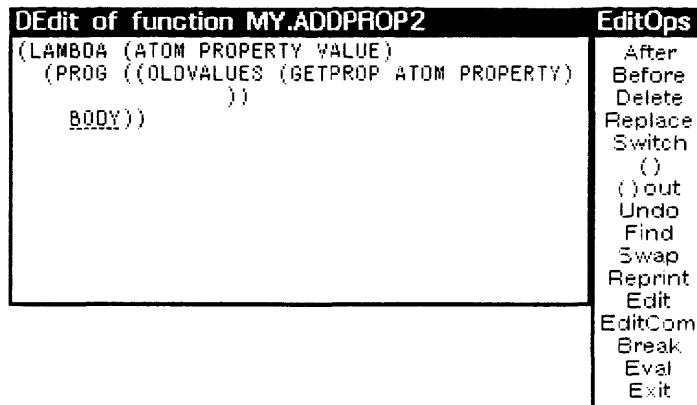 DEdit of function MY.ADDPROP2
(LAMBDA (ATOM PROPERTY VALUE)
(PROG ((OLDVALUES (GETPROP ATOM PROPERTY)
))
BODY))
EditOps
After
Before
Delete
Replace
Switch
()
()out
Undo
Find
Swap
Reprint
Edit
EditCom
Break
Eval
Exit